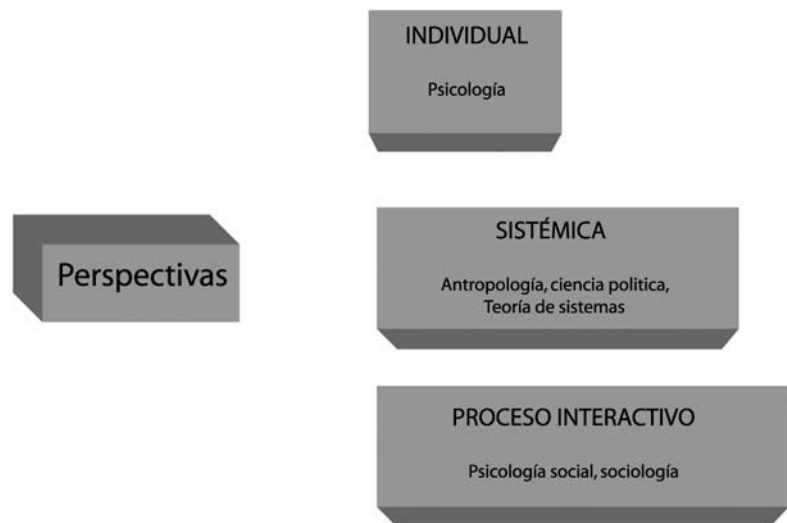 INDIVIDUAL
Psicología
Perspectivas
SISTÉMICA
Antropología, ciencia politica,
Teoría de sistemas
PROCESO INTERACTIVO
Psicología social, sociología